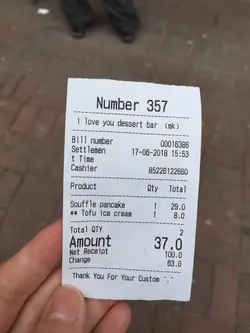 Number 357
i love you dessert bar (mk)
Bill number 00016386
Settlemen 17-06-2018 15:53
t Time
Cashier 85226122660
Product Qty Total
Souffle pancake 1 29.0
** Tofu ice cream 1 8.0
Total QTY 2
Amount 37.0
Net Receipt 100.0
Change 63.0
Thank You For Your Custom '.'